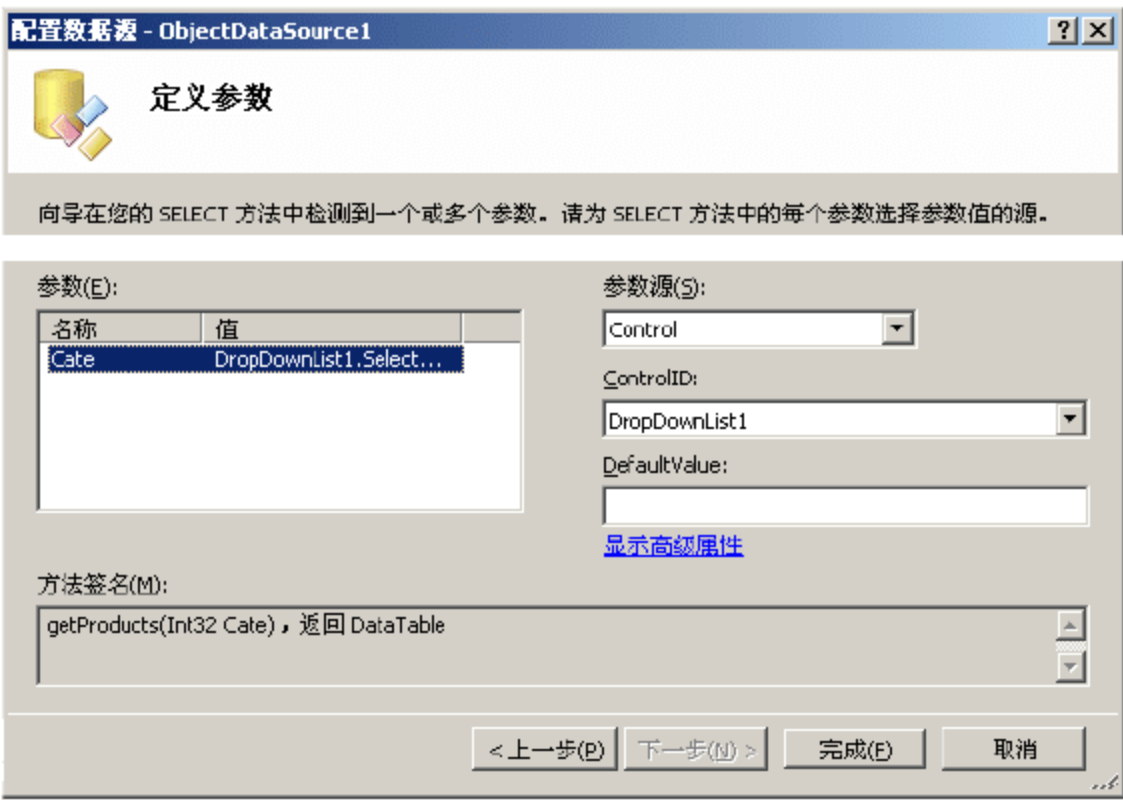 配置数据源 - ObjectDataSource1
定义参数
向导在您的 SELECT 方法中检测到一个或多个参数。请为 SELECT 方法中的每个参数选择参数值的源。
参数(E):
名称 值
Cate DropDownList1.Select...
参数源(S):
Control
ControlID:
DropDownList1
DefaultValue:
显示高级属性
方法签名(M):
getProducts(Int32 Cate)，返回 DataTable
< 上一步(P) 下一步(N) > 完成(F) 取消